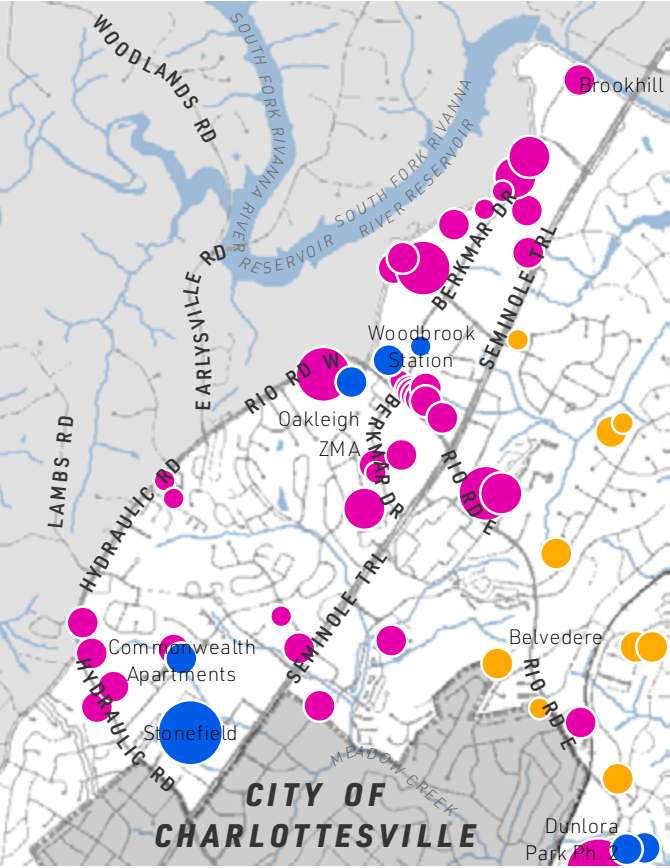 WOODLANDS RD
SOUTH FORK RIVANNA
RIVER RESERVOIR
SOUTH FORK RIVANNA
RIVER RESERVOIR
Brookhill
BERKMAR DR
SEMINOLE TRL
EARLYSVILLE RD
Woodbrook
Station
RIO RD W
Oakleigh
ZMA
BERKMAR DR
RIO RD E
LAMBS RD
HYDRAULIC RD
SEMINOLE TRL
Commonwealth
Apartments
Belvedere
HYDRAULIC RD
Stonefield
RIO RD E
MEADOW CREEK
CITY OF
CHARLOTTESVILLE
Dunlora
Park Ph. 2